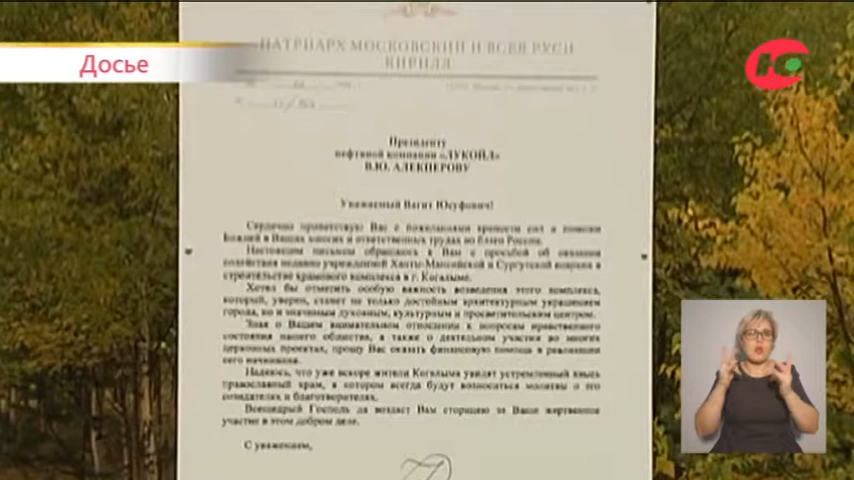 ПАТРИАРХ МОСКОВСКИЙ И ВСЕЯ РУСИ
КИРИЛЛ
Досье
Ю
Президенту
нефтяной компании «ЛУКОЙЛ»
В.Ю. АЛЕКПЕРОВУ
Уважаемый Вагит Юсуфович!
Сердечно приветствую Вас с пожеланиями крепости сил и помощи
Божией в Ваших многих и ответственных трудах во благо России.
Настоящим письмом обращаюсь к Вам с просьбой об оказании
содействия недавно учрежденной Ханты-Мансийской и Сургутской епархии в
строительстве храмового комплекса в г. Когалыме.
Хотел бы отметить особую важность возведения этого комплекса,
который, уверен, станет не только достойным архитектурным украшением
города, но и значимым духовным, культурным и просветительским центром.
Зная о Вашем внимательном отношении к вопросам нравственного
состояния нашего общества, а также о деятельном участии во многих
церковных проектах, прошу Вас оказать финансовую помощь в реализации
сего начинания.
Надеюсь, что уже вскоре жители Когалыма увидят устремленный ввысь
православный храм, в котором всегда будут возноситься молитвы о его
создателях и благотворителях.
Всещедрый Господь да воздаст Вам сторицею за Ваше жертвенное
участие в этом добром деле.
С уважением,